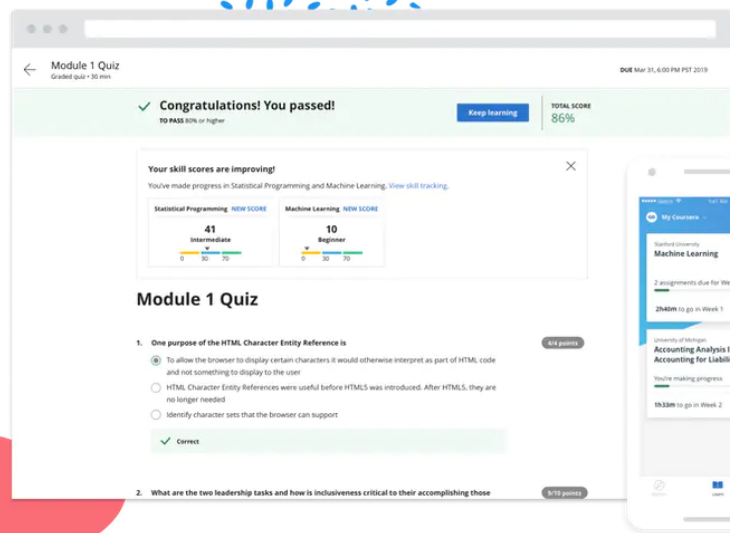 Module 1 Quiz
Graded quiz • 30 min
DUE Mar 31, 6:00 PM PST 2019
Congratulations! You passed!
TO PASS 80% or higher
Keep learning
TOTAL SCORE
86%
Your skill scores are improving!
You've made progress in Statistical Programming and Machine Learning. View skill tracking.
Statistical Programming NEW SCORE
41
Intermediate
0 30 70
Machine Learning NEW SCORE
10
Beginner
0 30 70
Module 1 Quiz
1. One purpose of the HTML Character Entity Reference is
4/4 points
To allow the browser to display certain characters it would otherwise interpret as part of HTML code
and not something to display to the user
HTML Character Entity References were useful before HTML5 was introduced. After HTML5, they are
no longer needed
Identify character sets that the browser can support
Correct
2. What are the two leadership tasks and how is inclusiveness critical to their accomplishing those
9/10 points
My Coursera
Stanford University
Machine Learning
2 assignments due for We
2h40m to go in Week 1
University of Michigan
Accounting Analysis I
Accounting for Liabili
You're making progress
1h33m to go in Week 2